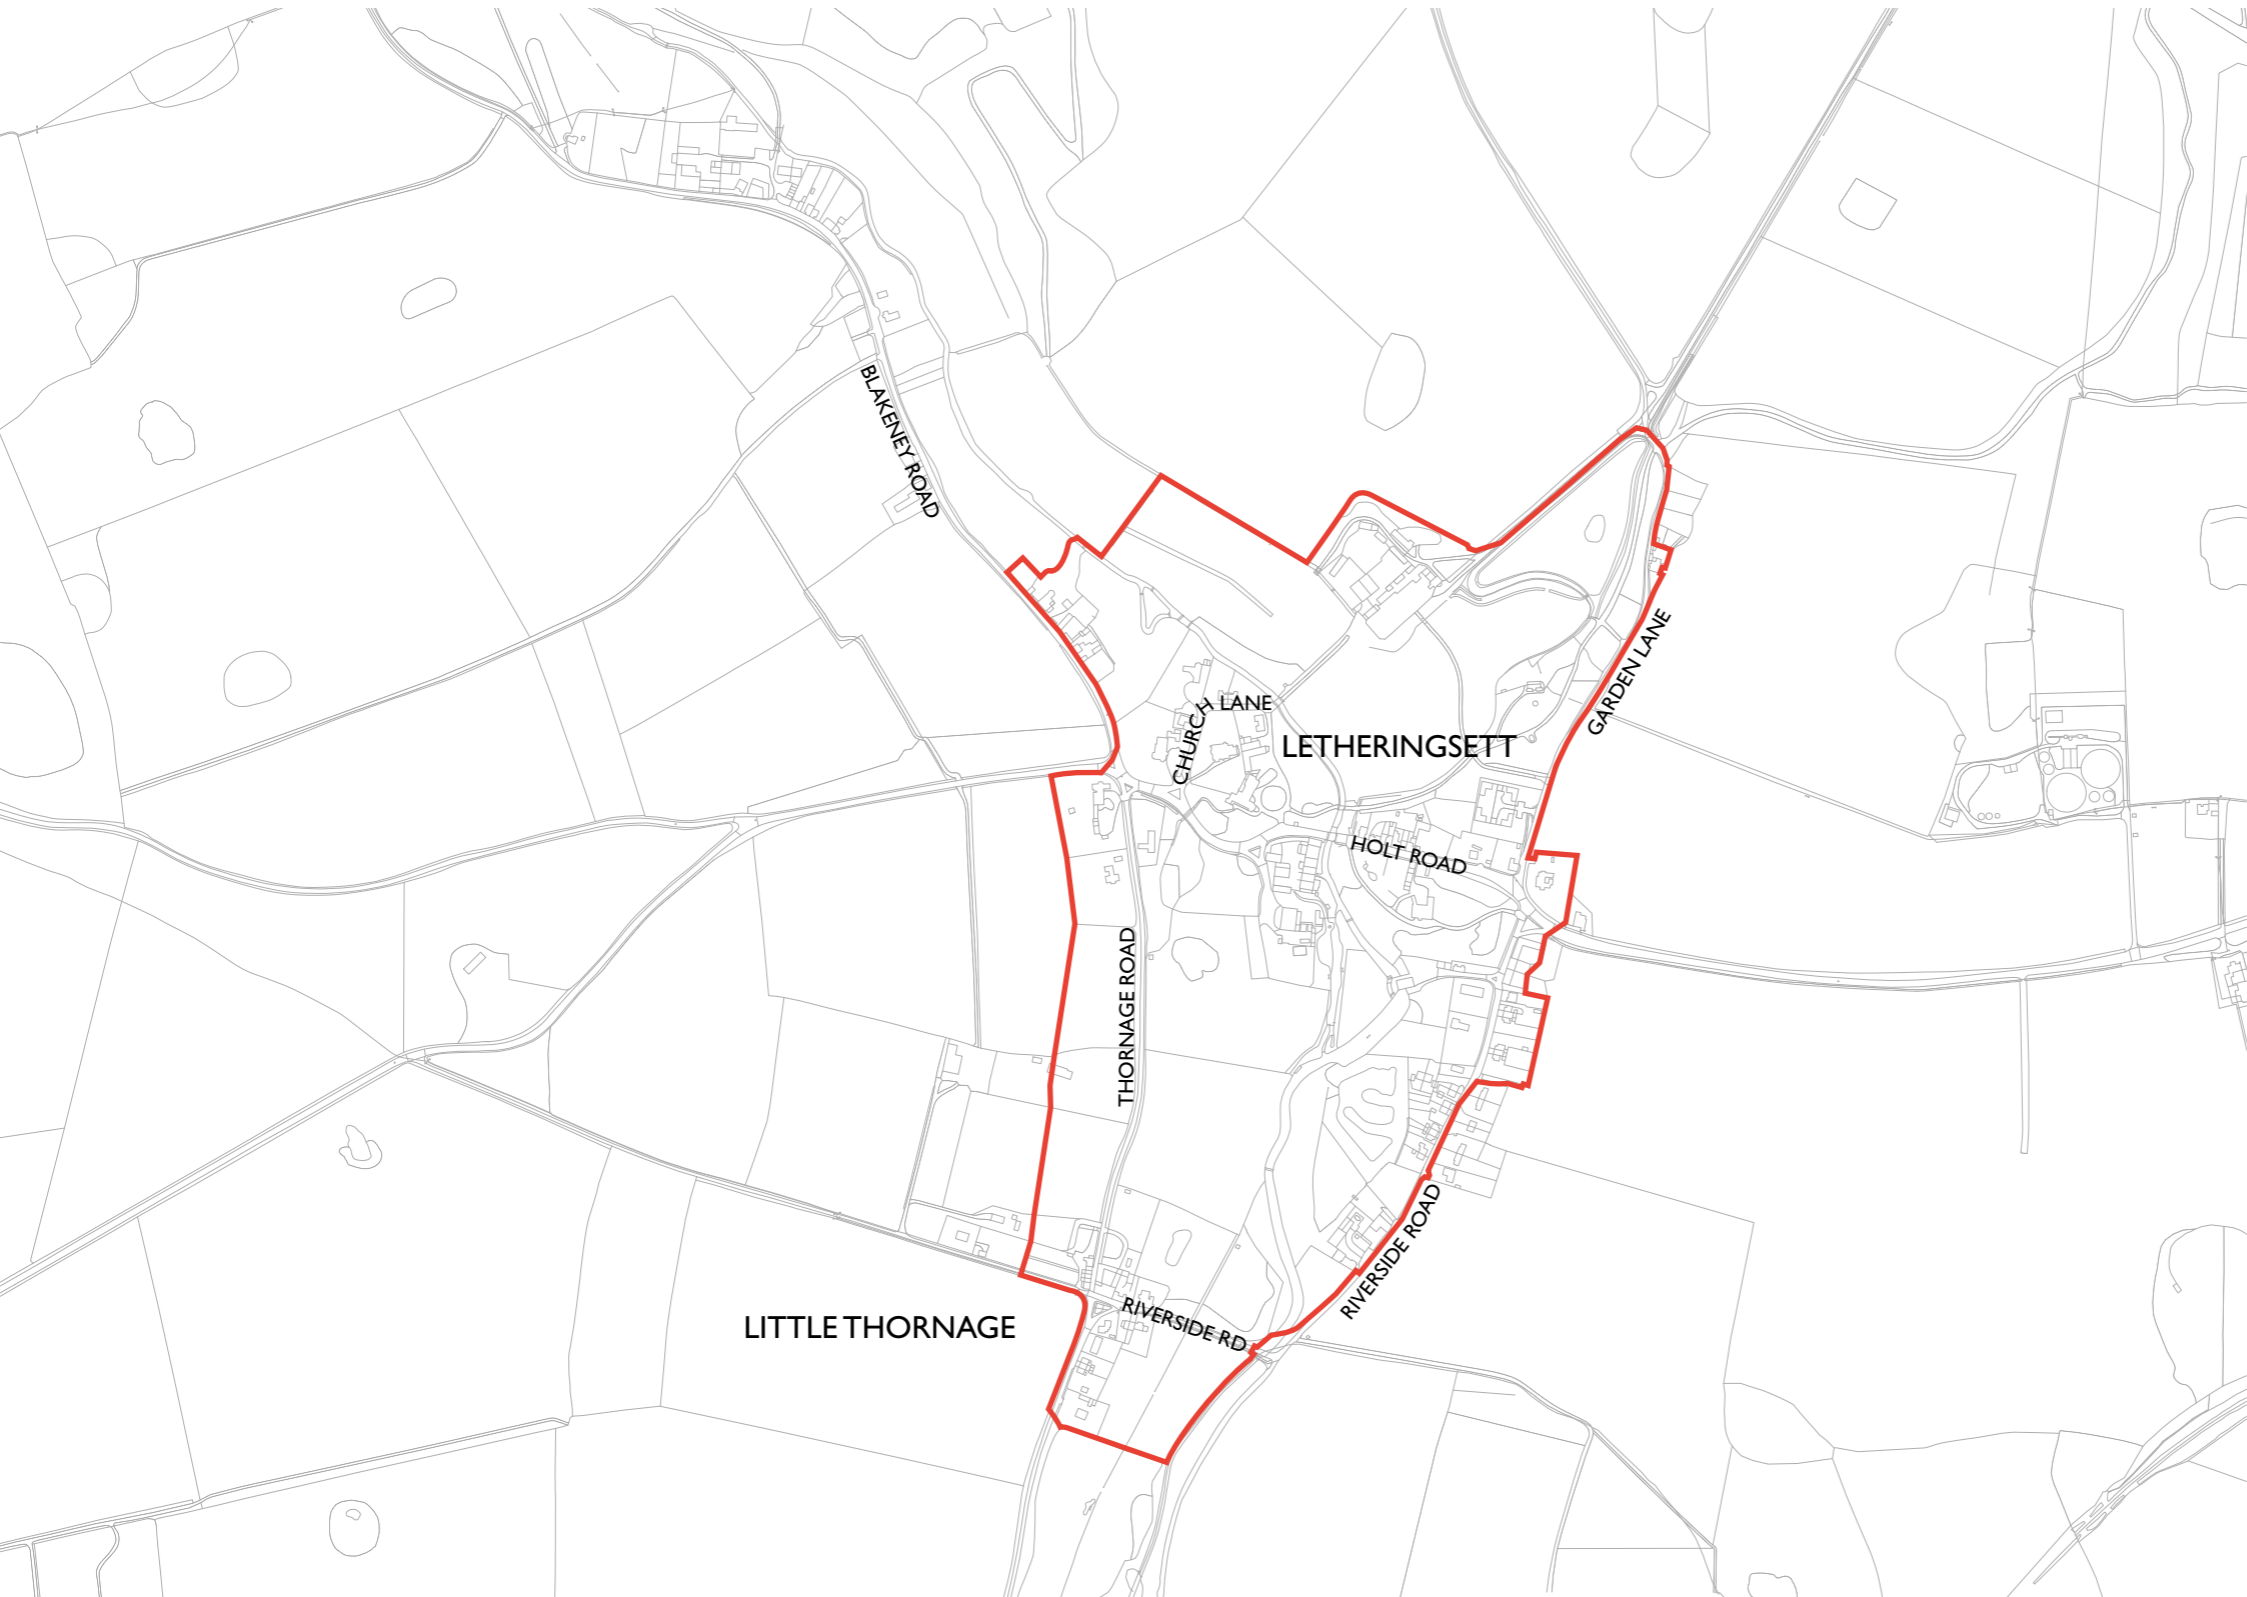 BLAKENEY ROAD
GARDEN LANE
CHURCH LANE
LETHERINGSETT
HOLT ROAD
THORNAGE ROAD
RIVERSIDE ROAD
RIVERSIDE RD
LITTLE THORNAGE